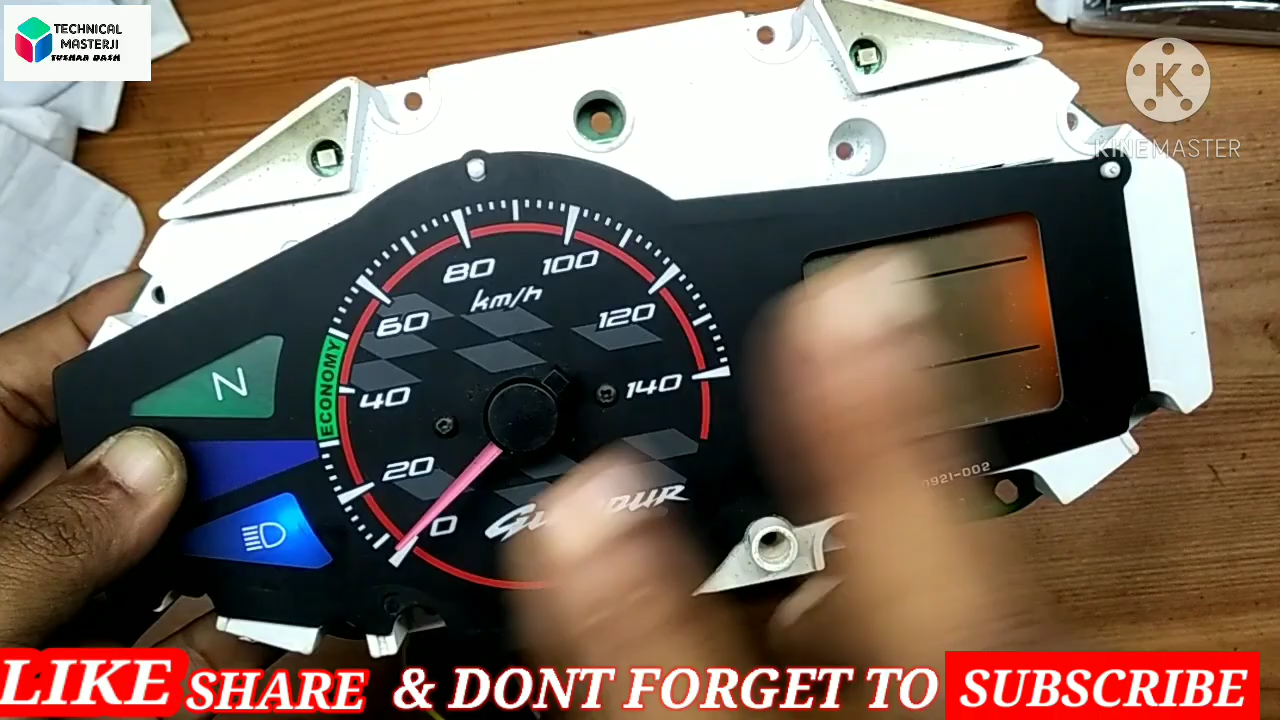 TECHNICAL
MASTERJI
TUSHAR DASH
K
KINEMASTER
80
100
km/h
60
120
ECONOMY
N
40
140
20
0
LIKE SHARE & DONT FORGET TO SUBSCRIBE